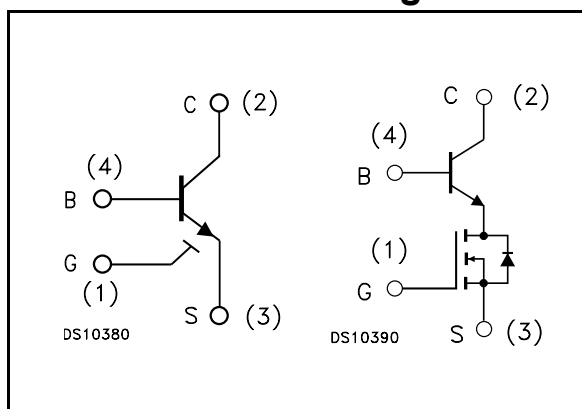 C (2)
(4)
B
G
(1)
S (3)
DS10380
C (2)
(4)
B
(1)
G
S (3)
DS10390